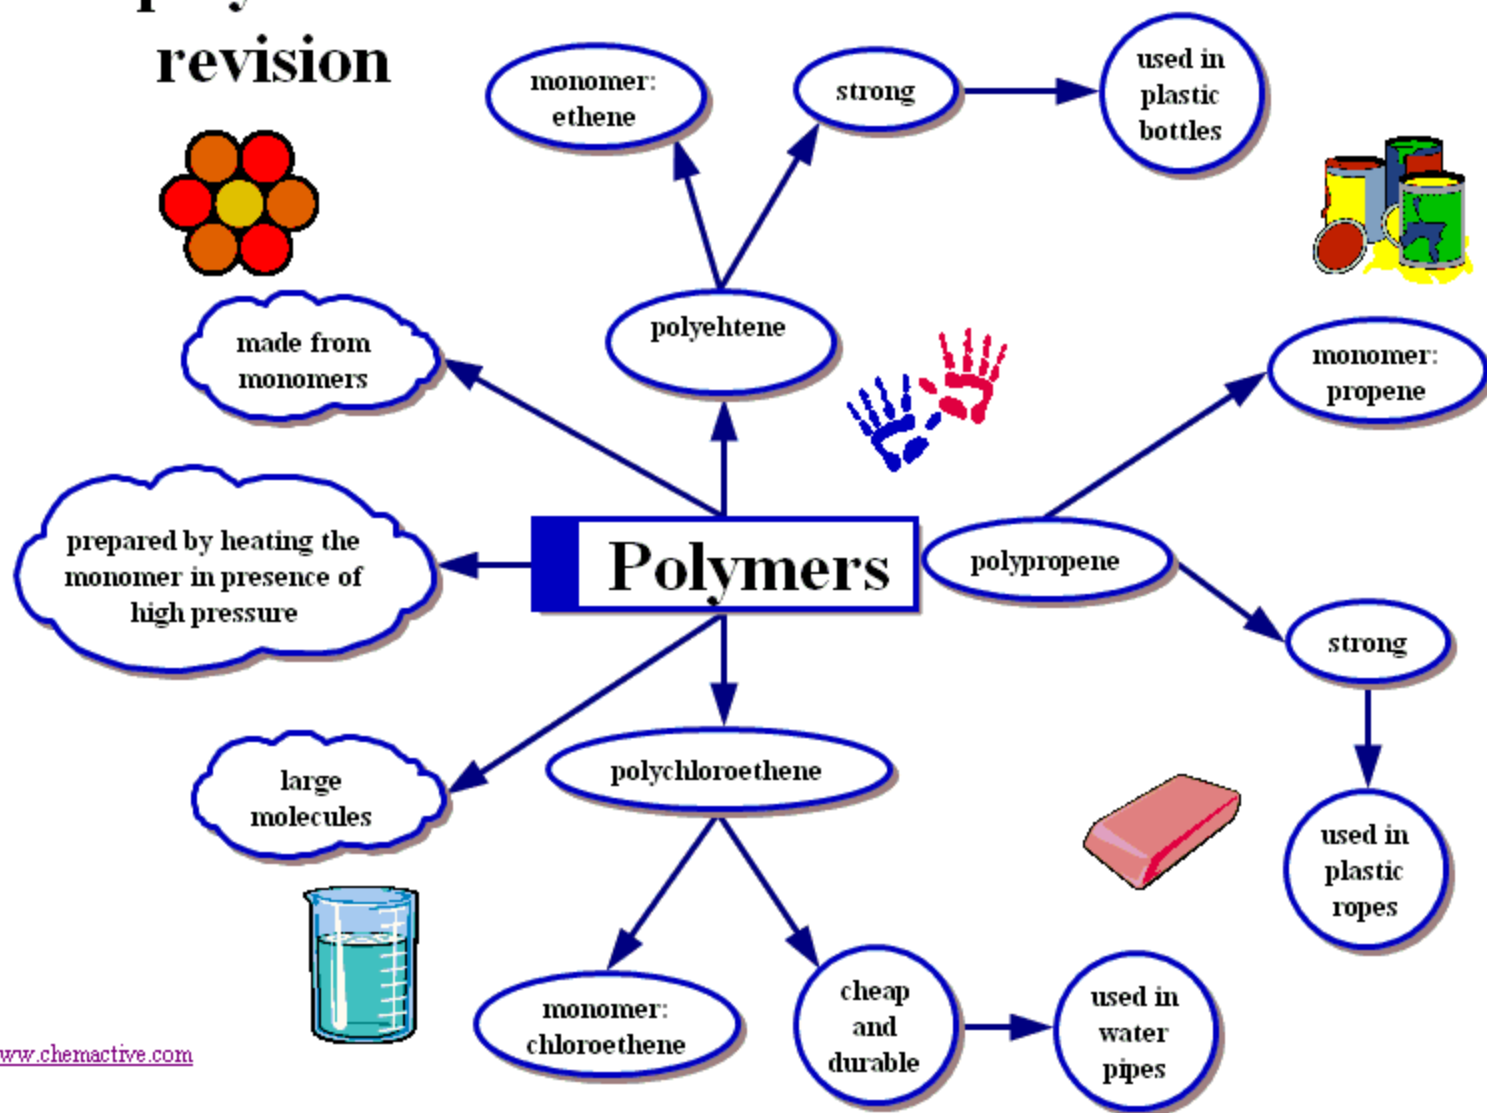 revision
monomer:
ethene
strong
used in
plastic
bottles
made from
monomers
polyehtene
monomer:
propene
prepared by heating the
monomer in presence of
high pressure
Polymers
polypropene
strong
large
molecules
polychloroethene
used in
plastic
ropes
monomer:
chloroethene
cheap
and
durable
used in
water
pipes
ww.chemactive.com